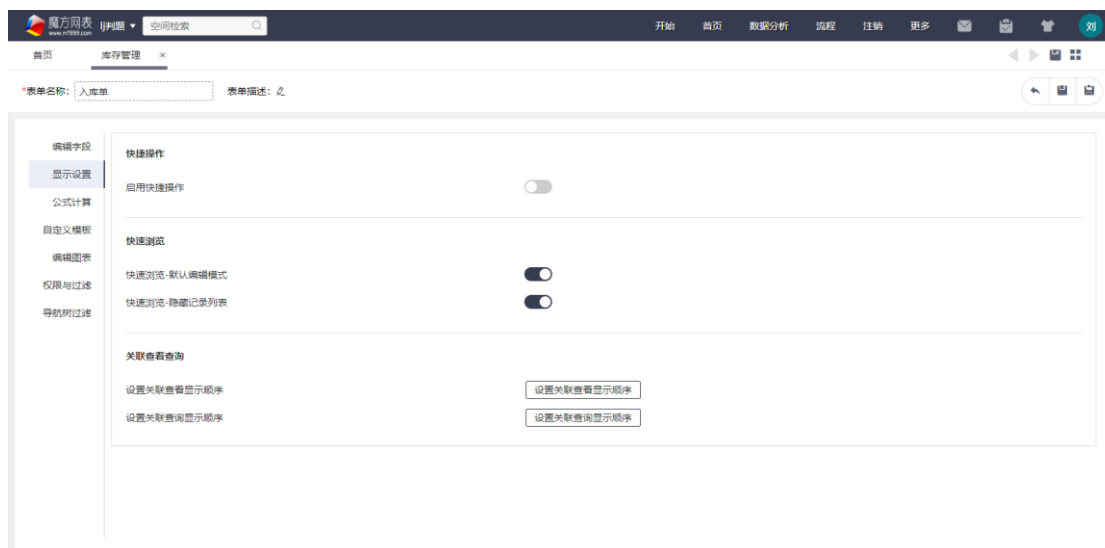 魔方网表 lj判题 ▼ 空间检索 开始 首页 数据分析 流程 注销 更多 刘
www.mf999.com
首页 库存管理 ×
*表单名称: 入库单 表单描述:
编辑字段
显示设置
公式计算
自定义模板
编辑图表
权限与过滤
导航树过滤
快捷操作
启用快捷操作
快速浏览
快速浏览-默认编辑模式
快速浏览-隐藏记录列表
关联查看查询
设置关联查看显示顺序 设置关联查看显示顺序
设置关联查询显示顺序 设置关联查询显示顺序